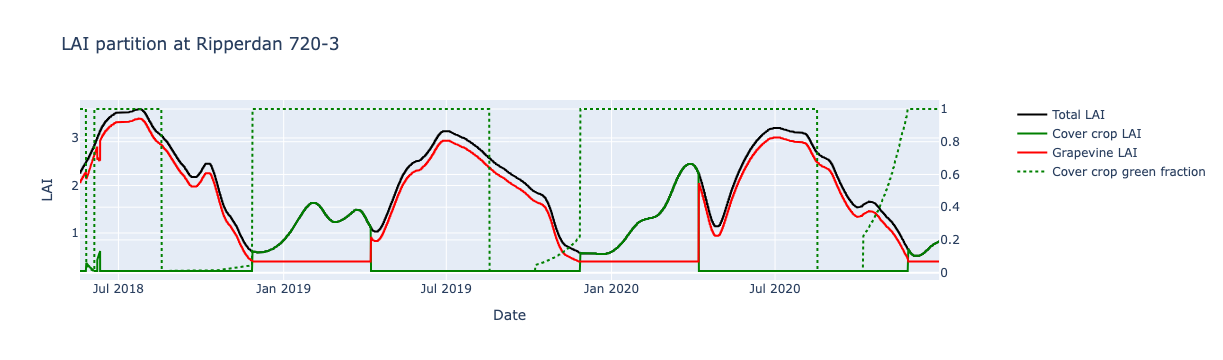 LAI partition at Ripperdan 720-3
LAI
3
2
1
1
0.8
0.6
0.4
0.2
0
Jul 2018
Jan 2019
Jul 2019
Jan 2020
Jul 2020
Date
Total LAI
Cover crop LAI
Grapevine LAI
Cover crop green fraction